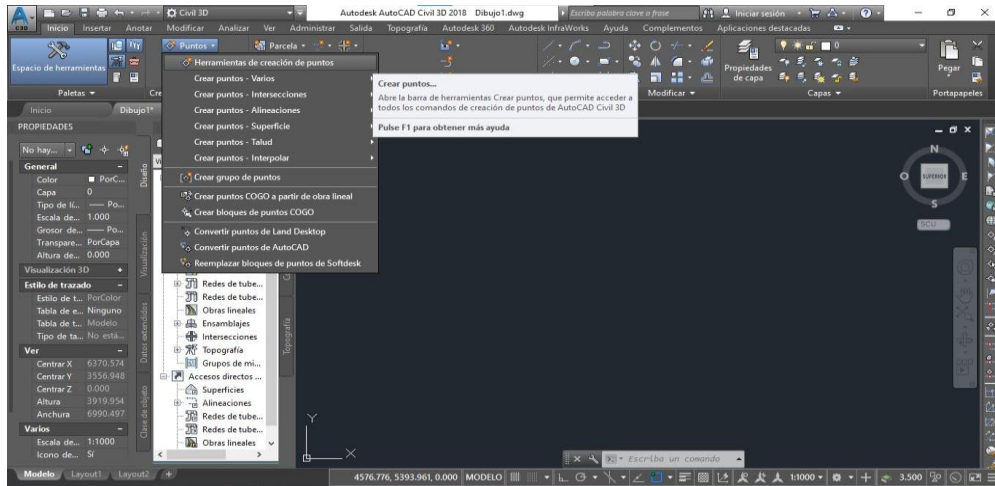 Civil 3D
Autodesk AutoCAD Civil 3D 2018 Dibujo1.dwg
Escriba palabra clave o frase
Iniciar sesión
C3D
Inicio Insertar Anotar Modificar Analizar Ver Administrar Salida Topografía Autodesk 360 Autodesk InfraWorks Ayuda Complementos Aplicaciones destacadas
Puntos
Parcela
Espacio de herramientas
Propiedades
de capa
0
Pegar
Paletas
Cre
Modificar
Capas
Portapapeles
Herramientas de creación de puntos
Crear puntos - Varios
Crear puntos - Intersecciones
Crear puntos - Alineaciones
Crear puntos - Superficie
Crear puntos - Talud
Crear puntos - Interpolar
Crear grupo de puntos
Crear puntos COGO a partir de obra lineal
Crear bloques de puntos COGO
Convertir puntos de Land Desktop
Convertir puntos de AutoCAD
Reemplazar bloques de puntos de Softdesk
Crear puntos...
Abre la barra de herramientas Crear puntos, que permite acceder a
todos los comandos de creación de puntos de AutoCAD Civil 3D
Pulse F1 para obtener más ayuda
Inicio
Dibujo1*
PROPIEDADES
No hay...
General
Color PorC...
Capa 0
Tipo de lí... Po...
Escala de... 1.000
Grosor de... Po...
Transpare... PorCapa
Altura de... 0.000
Visualización 3D
Estilo de trazado
Estilo de t... PorColor
Tabla de e... Ninguno
Tabla de t... Modelo
Tipo de ta... No está...
Ver
Centrar X 6370.574
Centrar Y 3556.948
Centrar Z 0.000
Altura 3919.954
Anchura 6990.497
Varios
Escala de... 1:1000
Icono de... Sí
Diseño
Visualización
Datos extendidos
Clase de objeto
Vi
Redes de tube...
Redes de tube...
Obras lineales
Ensamblajes
Intersecciones
Topografía
Grupos de mi...
Accesos directos ...
Superficies
Alineaciones
Redes de tube...
Redes de tube...
Obras lineales
Topografía
N
O
SUPERIOR
E
S
SCU
Y
X
Escriba un comando
Modelo Layout1 Layout2 +
4576.776, 5393.961, 0.000 MODELO
1:1000
3.500